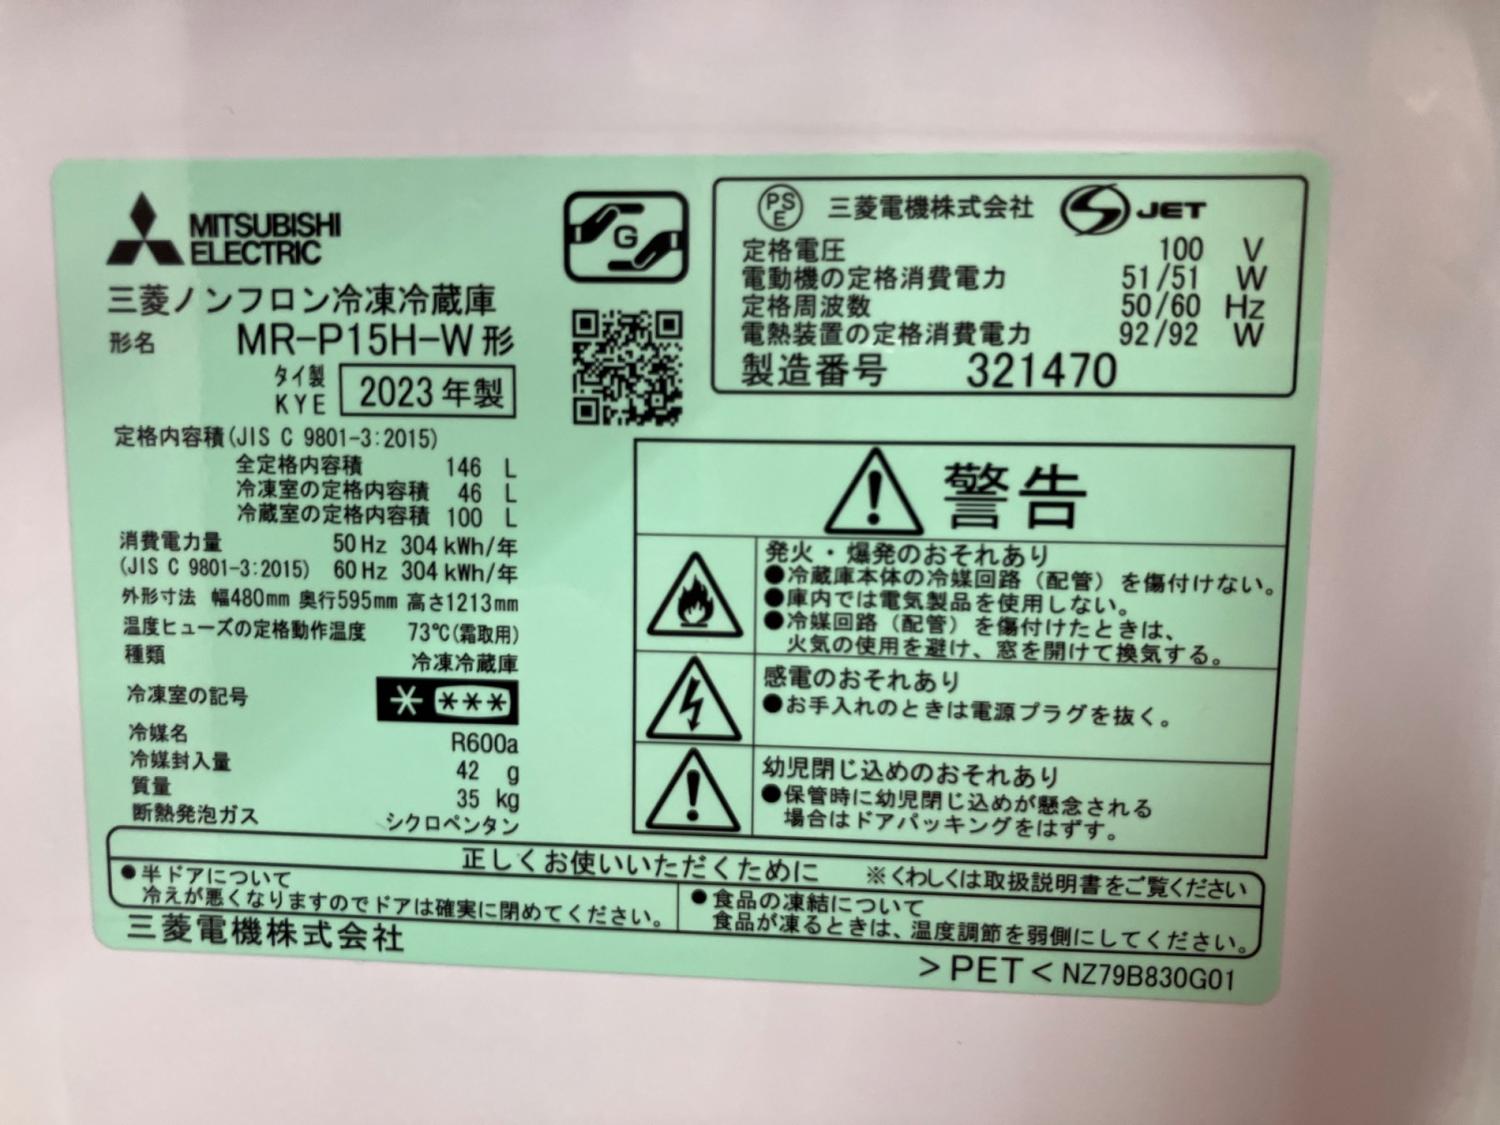 MITSUBISHI
ELECTRIC
三菱ノンフロン冷凍冷蔵庫
形名 MR-P15H-W形
タイ製
KYE
2023年製
定格内容積(JIS C 9801-3:2015)
全定格内容積 146 L
冷凍室の定格内容積 46 L
冷蔵室の定格内容積 100 L
消費電力量 50Hz 304kWh/年
(JIS C 9801-3:2015) 60Hz 304kWh/年
外形寸法 幅480mm 奥行595mm 高さ1213mm
温度ヒューズの定格動作温度 73℃(霜取用)
種類 冷凍冷蔵庫
冷凍室の記号 * ***
冷媒名 R600a
冷媒封入量 42 g
質量 35 kg
断熱発泡ガス シクロペンタン
G
PS
E
三菱電機株式会社 JET
定格電圧 100 V
電動機の定格消費電力 51/51 W
定格周波数 50/60 Hz
電熱装置の定格消費電力 92/92 W
製造番号 321470
警告
発火・爆発のおそれあり
●冷蔵庫本体の冷媒回路(配管)を傷付けない。
●庫内では電気製品を使用しない。
●冷媒回路(配管)を傷付けたときは、
火気の使用を避け、窓を開けて換気する。
感電のおそれあり
●お手入れのときは電源プラグを抜く。
幼児閉じ込めのおそれあり
●保管時に幼児閉じ込めが懸念される
場合はドアパッキングをはずす。
正しくお使いいただくために ※くわしくは取扱説明書をご覧ください
●半ドアについて
冷えが悪くなりますのでドアは確実に閉めてください。
●食品の凍結について
食品が凍るときは、温度調節を弱側にしてください。
三菱電機株式会社
>PET< NZ79B830G01